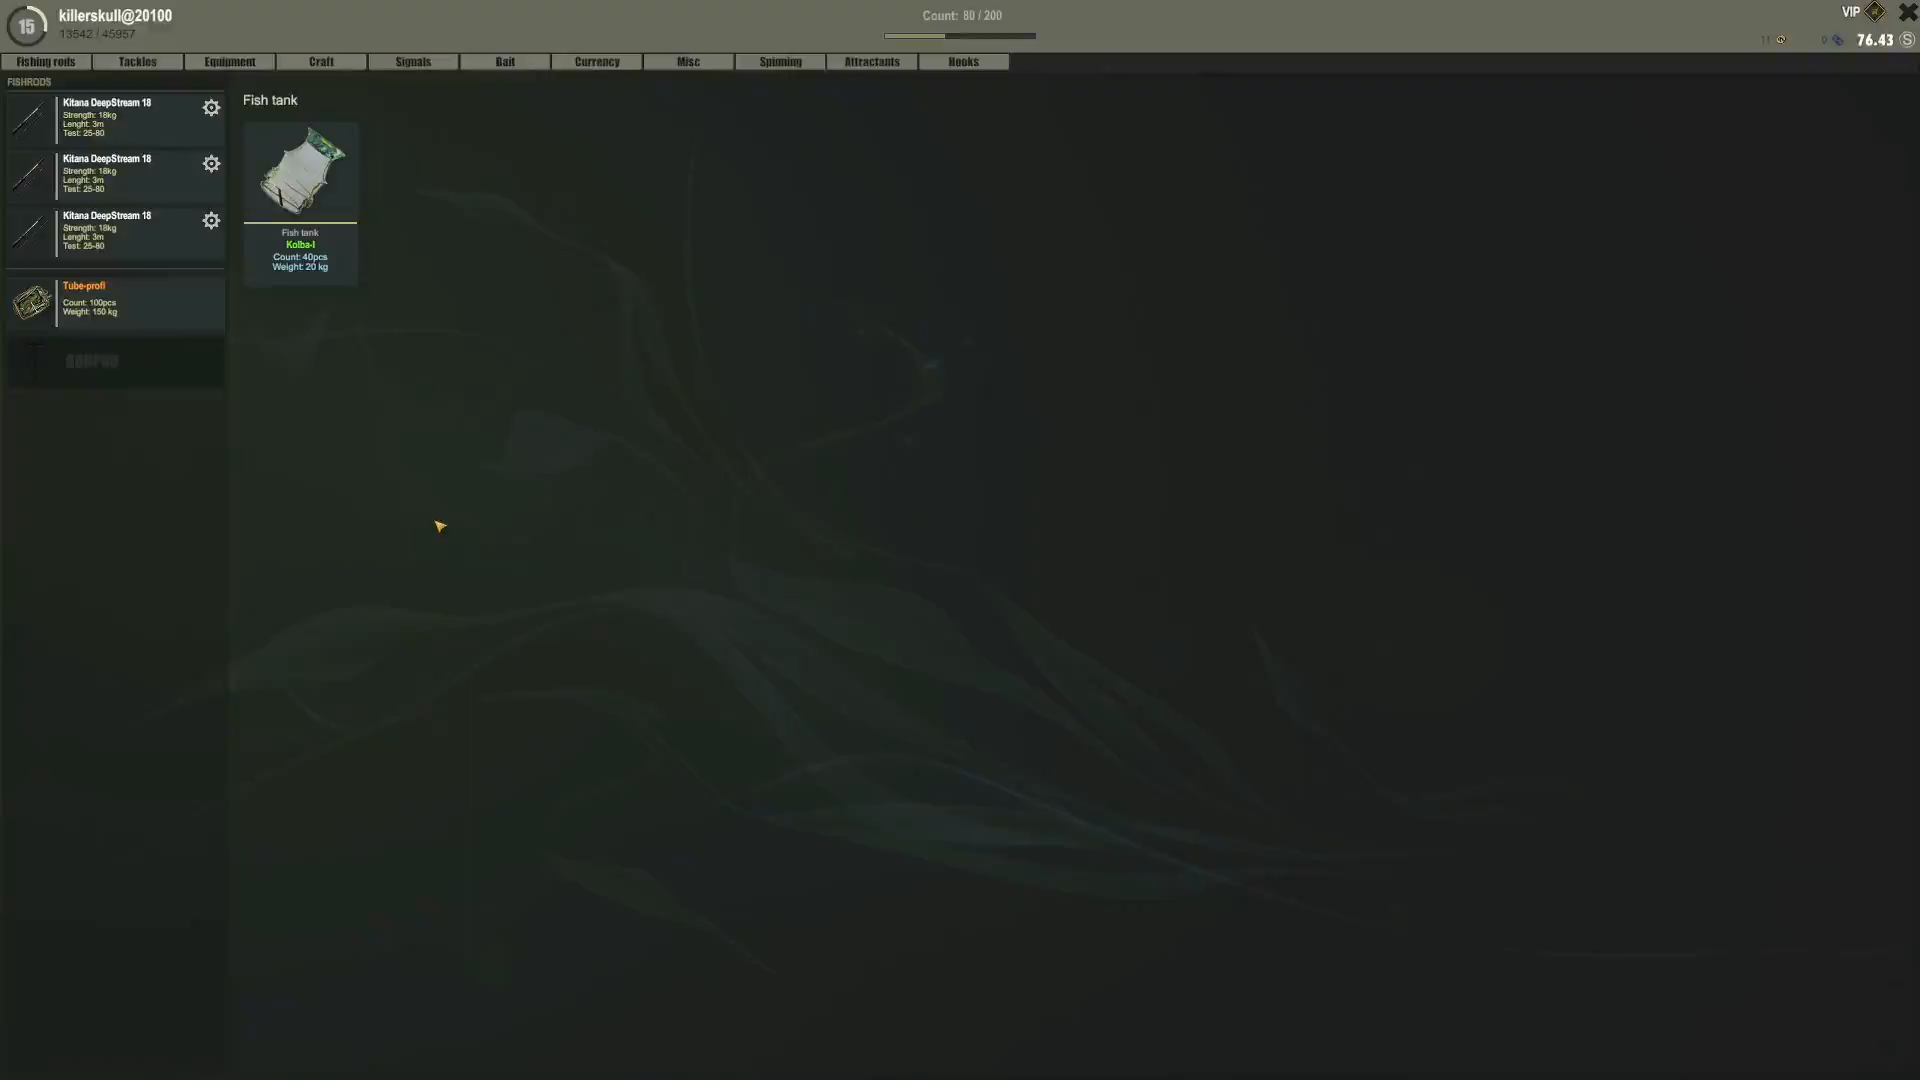 15
killerskull@20100
13542 / 45957
Count: 80 / 200
VIP
11
0
76.43 S
Fishing rods
Tackles
Equipment
Craft
Signals
Bait
Currency
Misc
Spinning
Attractants
Hooks
FISHRODS
Kitana DeepStream 18
Strength: 18kg
Lenght: 3m
Test: 25-80
Kitana DeepStream 18
Strength: 18kg
Lenght: 3m
Test: 25-80
Kitana DeepStream 18
Strength: 18kg
Lenght: 3m
Test: 25-80
Tube-profi
Count: 100pcs
Weight: 150 kg
Fish tank
Fish tank
Kolba-I
Count: 40pcs
Weight: 20 kg